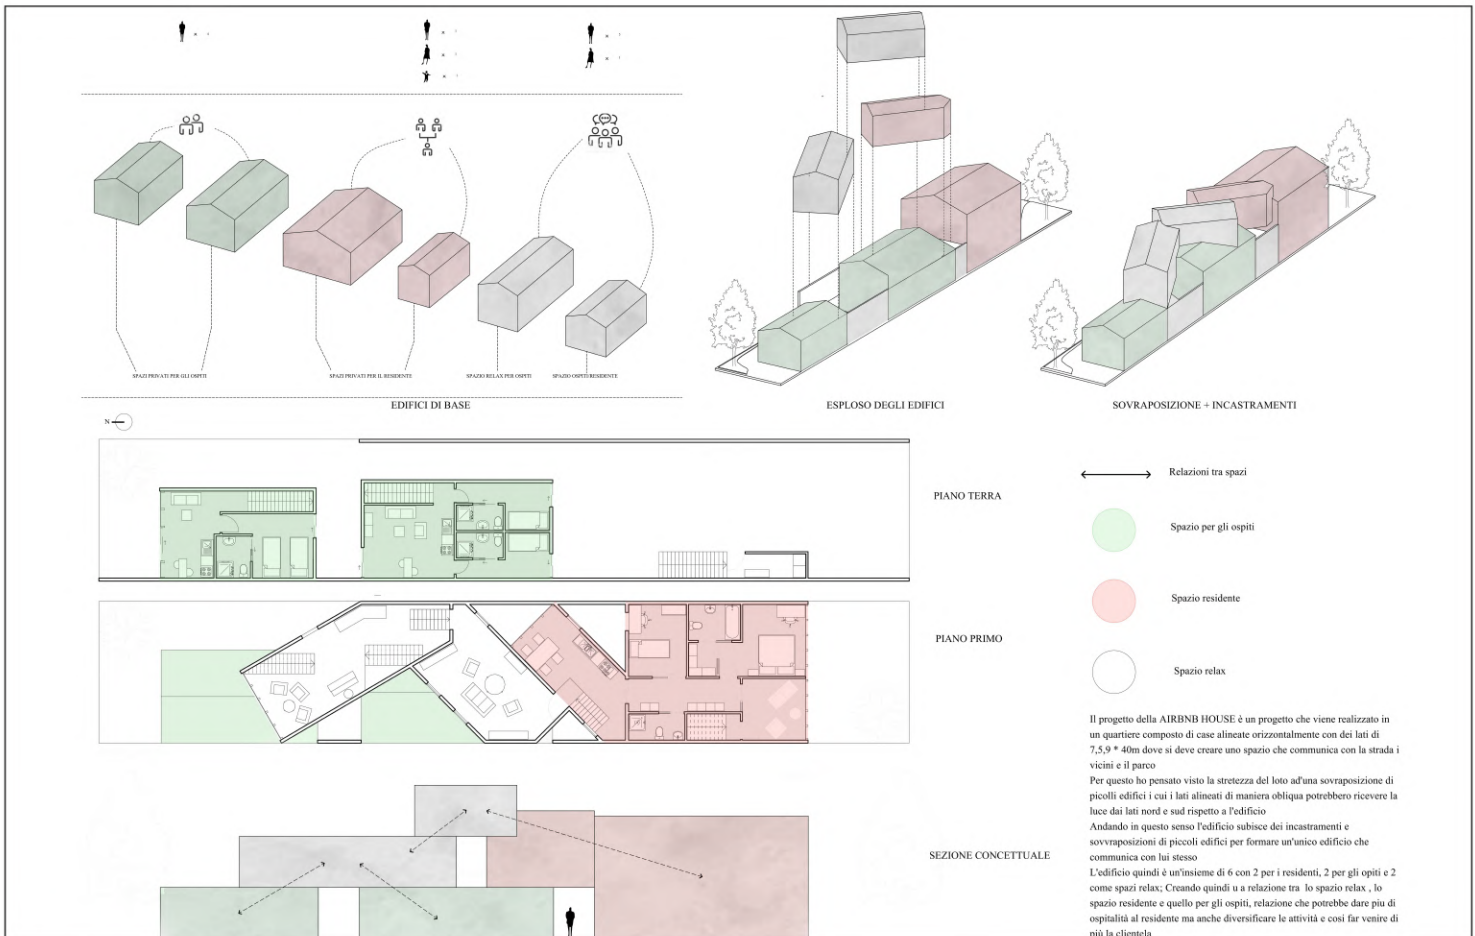 SPAZI PRIVATI PER GLI OSPITI
SPAZI PRIVATI PER IL RESIDENTE
SPAZIO RELAX PER OSPITI
SPAZIO OSPITI/RESIDENTE
EDIFICI DI BASE
ESPLOSO DEGLI EDIFICI
SOVRAPOSIZIONE + INCASTRAMENTI
N
PIANO TERRA
PIANO PRIMO
SEZIONE CONCETTUALE
Relazioni tra spazi
Spazio per gli ospiti
Spazio residente
Spazio relax
Il progetto della AIRBNB HOUSE è un progetto che viene realizzato in
un quartiere composto di case alineate orizzontalmente con dei lati di
7,5,9 * 40m dove si deve creare uno spazio che communica con la strada i
vicini e il parco
Per questo ho pensato visto la stretezza del loto ad'una sovraposizione di
picolli edifici i cui i lati alineati di maniera obliqua potrebbero ricevere la
luce dai lati nord e sud rispetto a l'edificio
Andando in questo senso l'edificio subisce dei incastramenti e
sovvraposizioni di piccoli edifici per formare un'unico edificio che
communica con lui stesso
L'edificio quindi è un'insieme di 6 con 2 per i residenti, 2 per gli opiti e 2
come spazi relax; Creando quindi u a relazione tra lo spazio relax , lo
spazio residente e quello per gli ospiti, relazione che potrebbe dare piu di
ospitalità al residente ma anche diversificare le attività e cosi far venire di
più la clientela